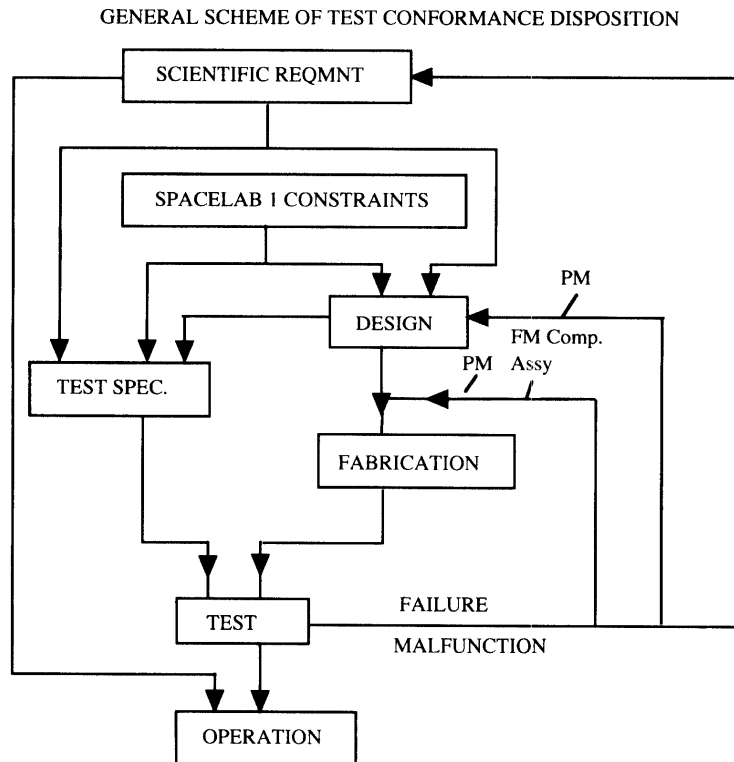 GENERAL SCHEME OF TEST CONFORMANCE DISPOSITION
SCIENTIFIC REQMNT
SPACELAB 1 CONSTRAINTS
PM
DESIGN
FM Comp.
PM Assy
TEST SPEC.
FABRICATION
FAILURE
TEST
MALFUNCTION
OPERATION